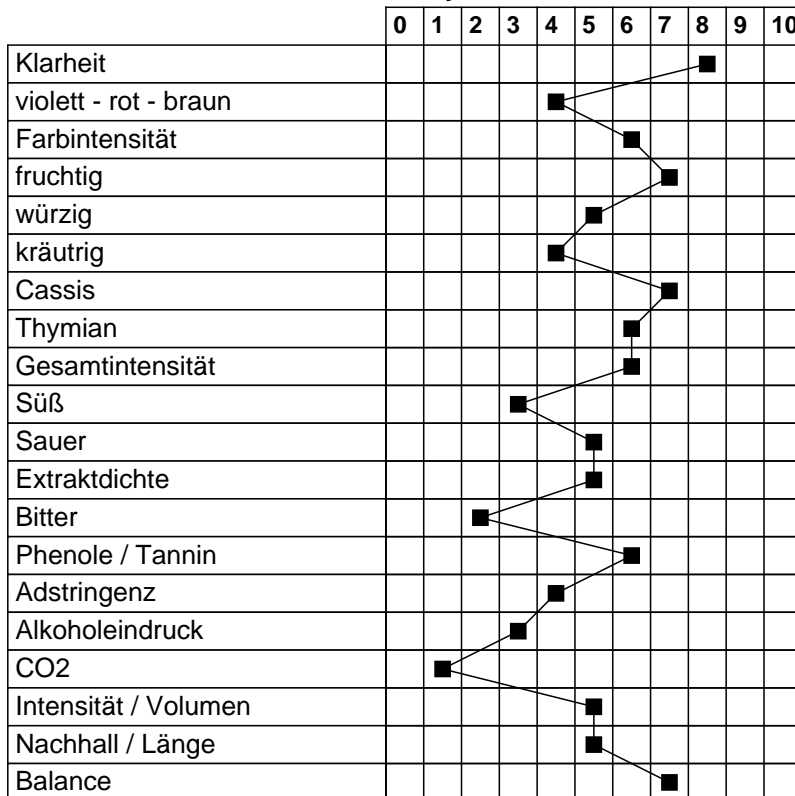 0 1 2 3 4 5 6 7 8 9 10
Klarheit
violett - rot - braun
Farbintensität
fruchtig
würzig
kräutrig
Cassis
Thymian
Gesamtintensität
Süß
Sauer
Extraktdichte
Bitter
Phenole / Tannin
Adstringenz
Alkoholeindruck
CO2
Intensität / Volumen
Nachhall / Länge
Balance